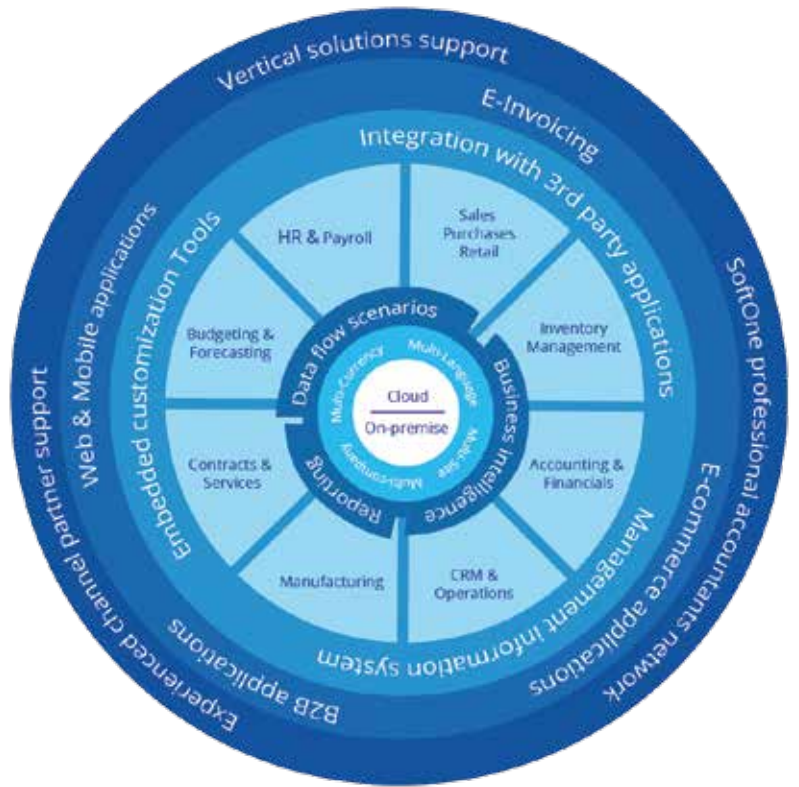 Vertical solutions support
E-Invoicing
Integration with 3rd party applications
Web & Mobile applications
Embedded customization Tools
SoftOne professional accountants network
Experienced channel partner support
E-commerce applications
B2B applications
Management information system
HR & Payroll
Sales
Purchases
Retail
Budgeting &
Forecasting
Inventory
Management
Contracts &
Services
Accounting &
Financials
Manufacturing
CRM &
Operations
Data flow scenarios
Business intelligence
Reporting
Multi-Currency
Multi-Language
Multi-Site
Multi-company
Cloud
On-premise